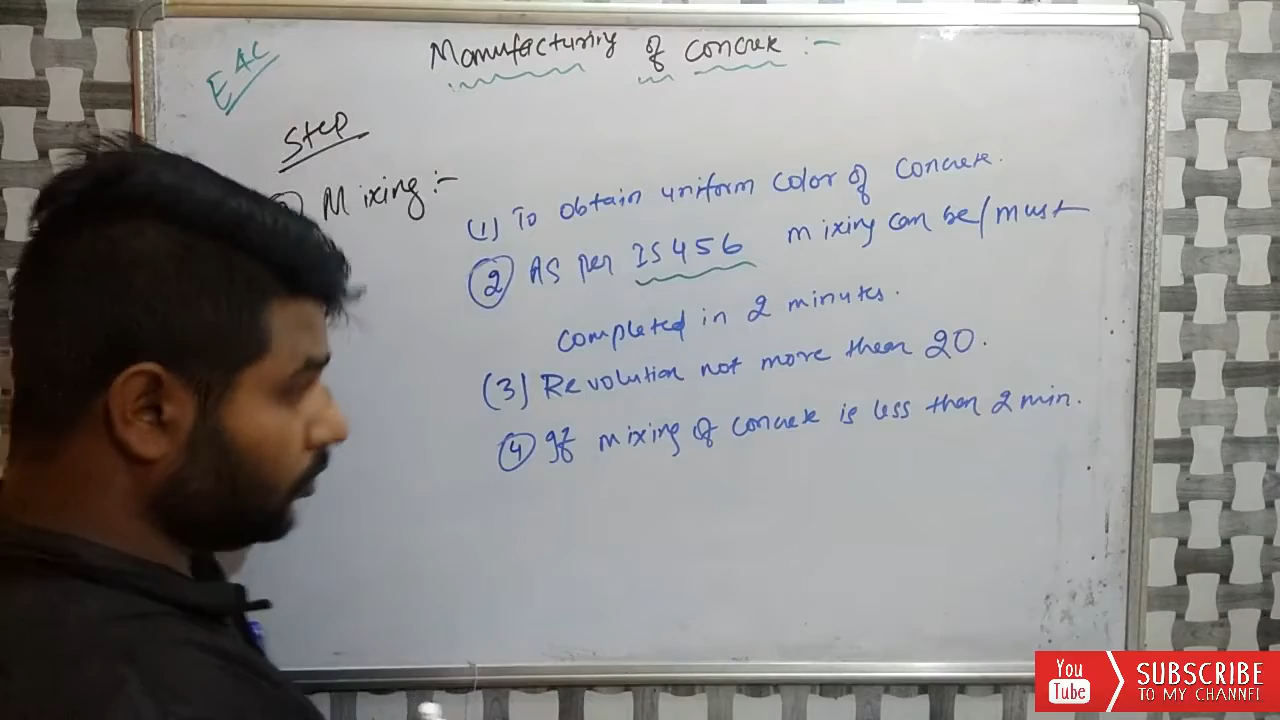 EAC
Manufacturing of concrete :-
Step
Mixing :-
(1) To obtain uniform color of concrete.
(2) As per IS 456 mixing can be/must
completed in 2 minutes.
(3) Revolution not more than 20.
(4) If mixing of concrete is less than 2 min.
You
Tube
SUBSCRIBE
TO MY CHANNEL